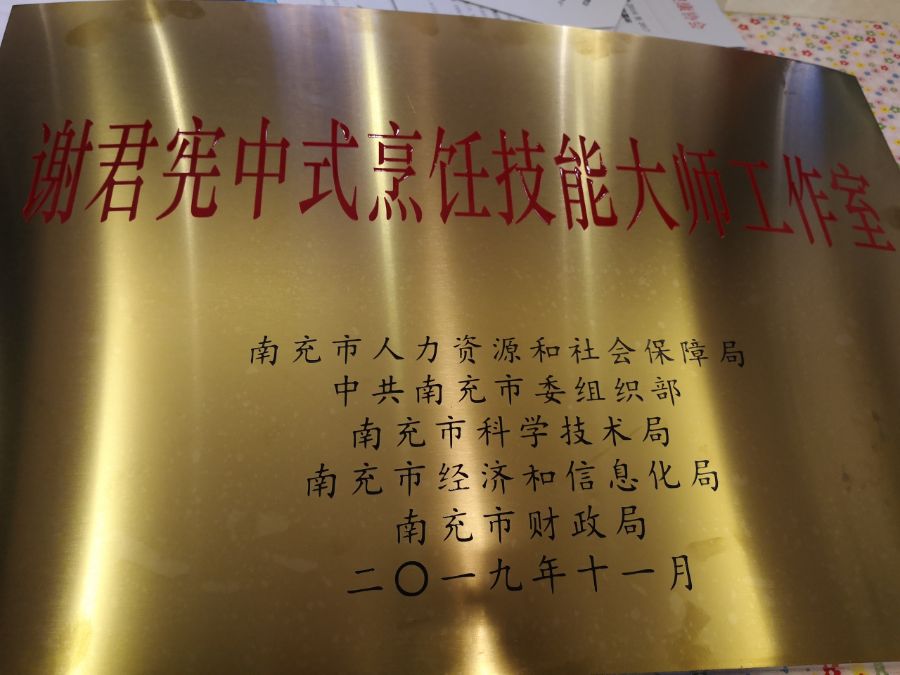 谢君宪中式烹饪技能大师工作室
南充市人力资源和社会保障局
中共南充市委组织部
南充市科学技术局
南充市经济和信息化局
南充市财政局
二〇一九年十一月